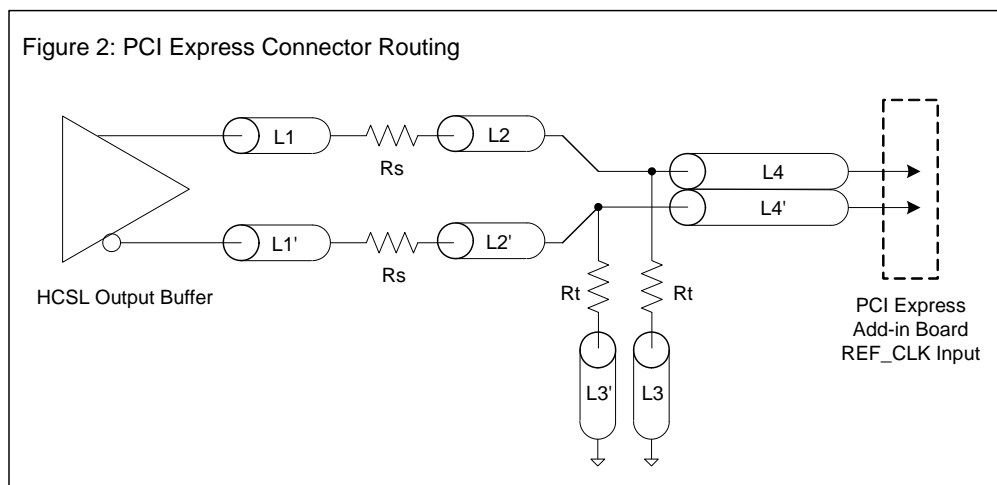 Figure 2: PCI Express Connector Routing
L1
Rs
L2
L4
L4'
L1'
Rs
L2'
HCSL Output Buffer
Rt
Rt
L3'
L3
PCI Express
Add-in Board
REF_CLK Input